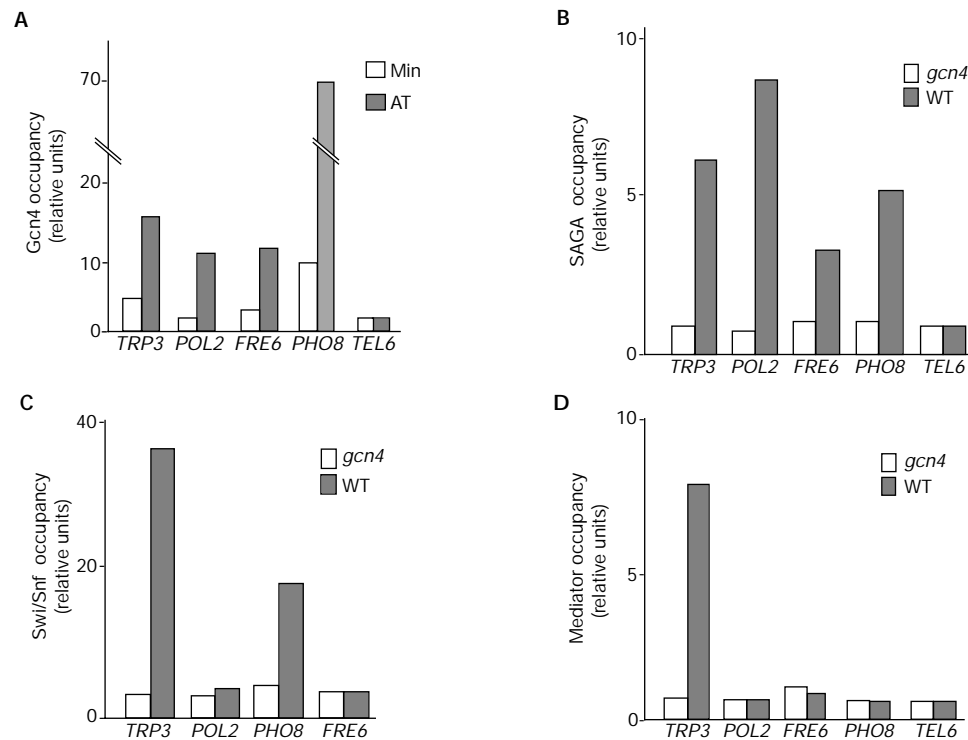 A
Gcn4 occupancy
(relative units)
70
20
10
0
Min
AT
TRP3 POL2 FRE6 PHO8 TEL6
B
SAGA occupancy
(relative units)
10
5
0
gcn4
WT
TRP3 POL2 FRE6 PHO8 TEL6
C
Swi/Snf occupancy
(relative units)
40
20
0
gcn4
WT
TRP3 POL2 PHO8 FRE6
D
Mediator occupancy
(relative units)
10
5
0
gcn4
WT
TRP3 POL2 FRE6 PHO8 TEL6